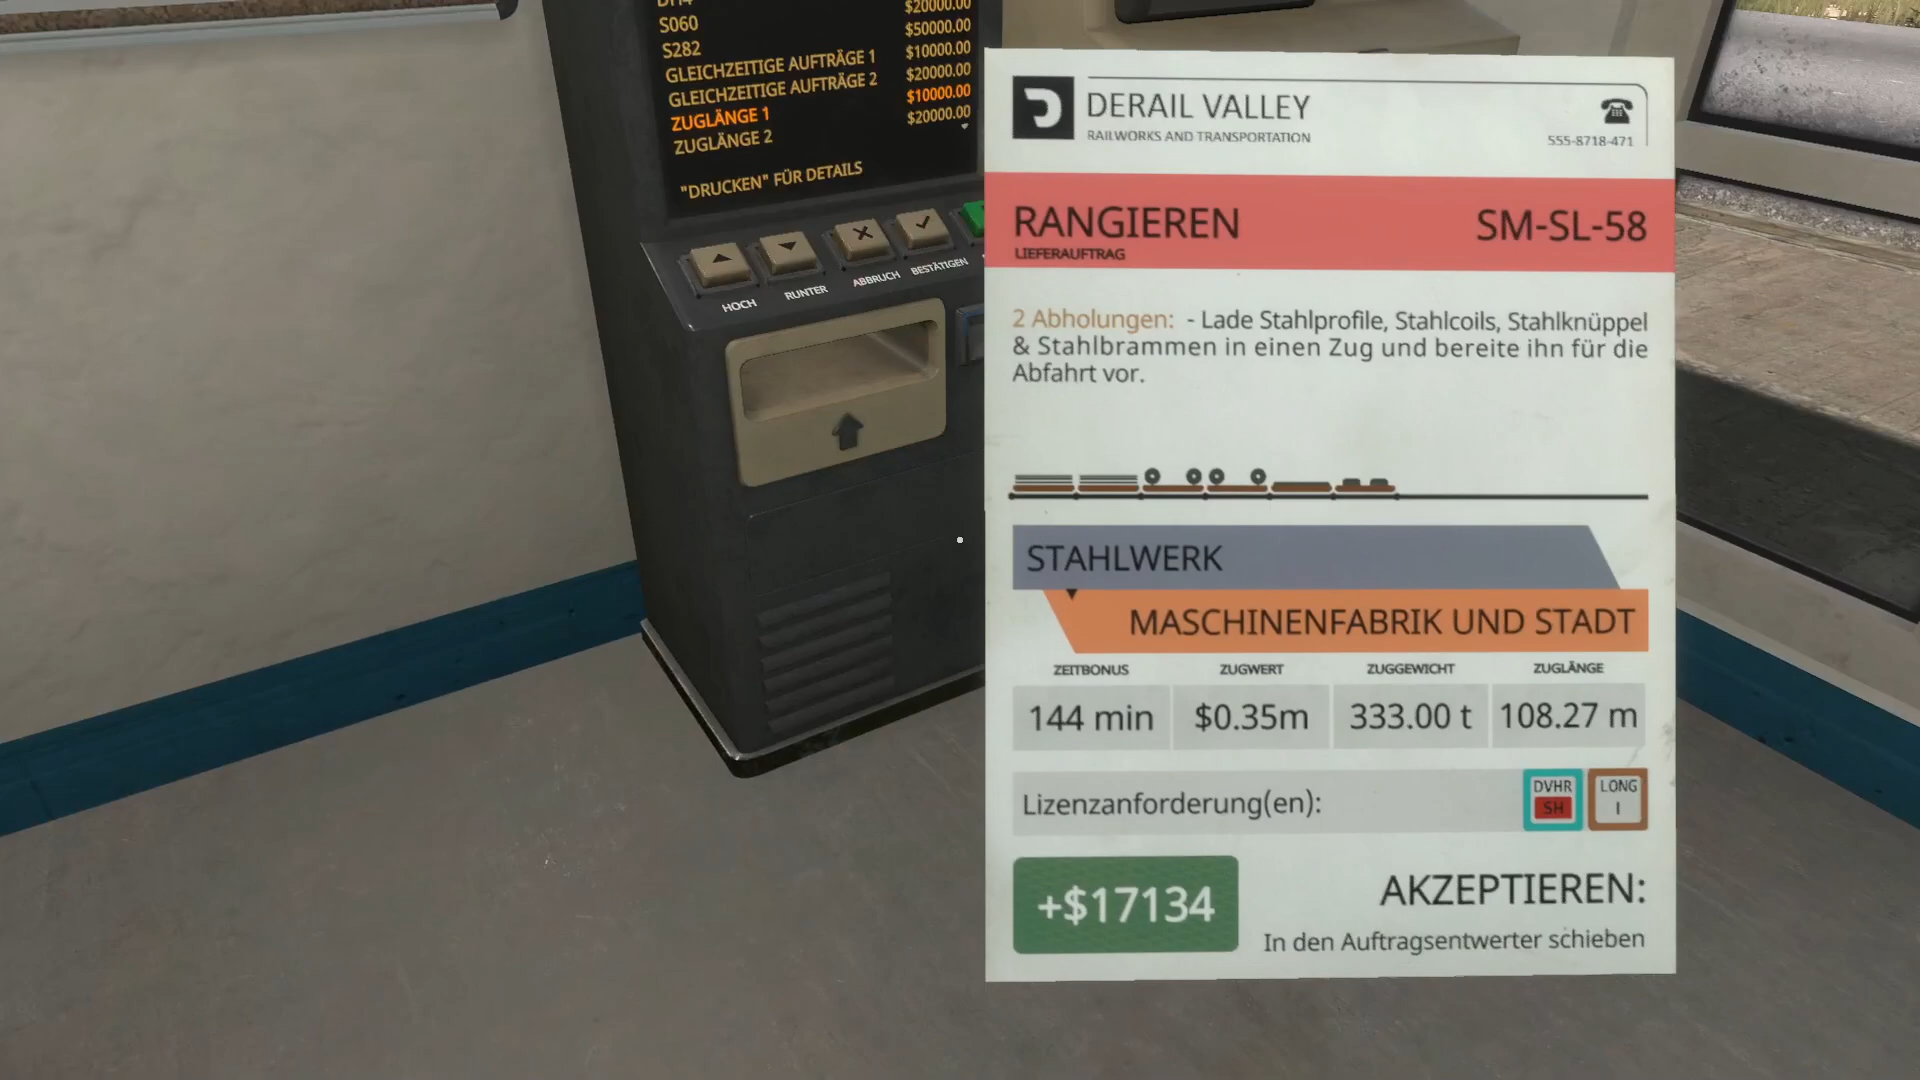 $20000.00
S060 $50000.00
S282 $10000.00
GLEICHZEITIGE AUFTRÄGE 1 $20000.00
GLEICHZEITIGE AUFTRÄGE 2 $10000.00
ZUGLÄNGE 1 $20000.00
ZUGLÄNGE 2
"DRUCKEN" FÜR DETAILS
HOCH
RUNTER
ABBRUCH
BESTÄTIGEN
DERAIL VALLEY
RAILWORKS AND TRANSPORTATION
555-8718-471
RANGIEREN SM-SL-58
LIEFERAUFTRAG
2 Abholungen: - Lade Stahlprofile, Stahlcoils, Stahlknüppel
& Stahlbrammen in einen Zug und bereite ihn für die
Abfahrt vor.
STAHLWERK
MASCHINENFABRIK UND STADT
ZEITBONUS ZUGWERT ZUGGEWICHT ZUGLÄNGE
144 min $0.35m 333.00 t 108.27 m
Lizenzanforderung(en):
DVHR
SH
LONG
I
+$17134
AKZEPTIEREN:
In den Auftragsentwerter schieben